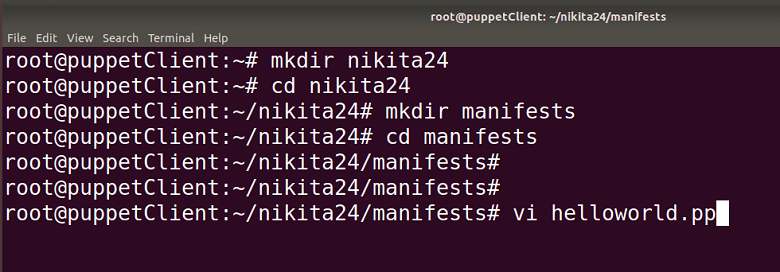 root@puppetClient: ~/nikita24/manifests
File Edit View Search Terminal Help
root@puppetClient:~# mkdir nikita24
root@puppetClient:~# cd nikita24
root@puppetClient:~/nikita24# mkdir manifests
root@puppetClient:~/nikita24# cd manifests
root@puppetClient:~/nikita24/manifests#
root@puppetClient:~/nikita24/manifests#
root@puppetClient:~/nikita24/manifests# vi helloworld.pp